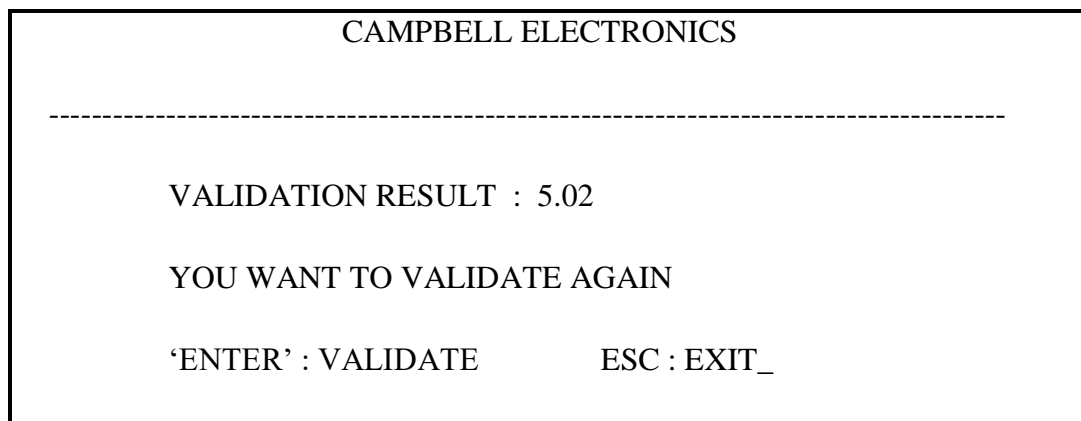 CAMPBELL ELECTRONICS
-----------------------------------------------------------------------------------------
VALIDATION RESULT : 5.02
YOU WANT TO VALIDATE AGAIN
‘ENTER’ : VALIDATE ESC : EXIT_